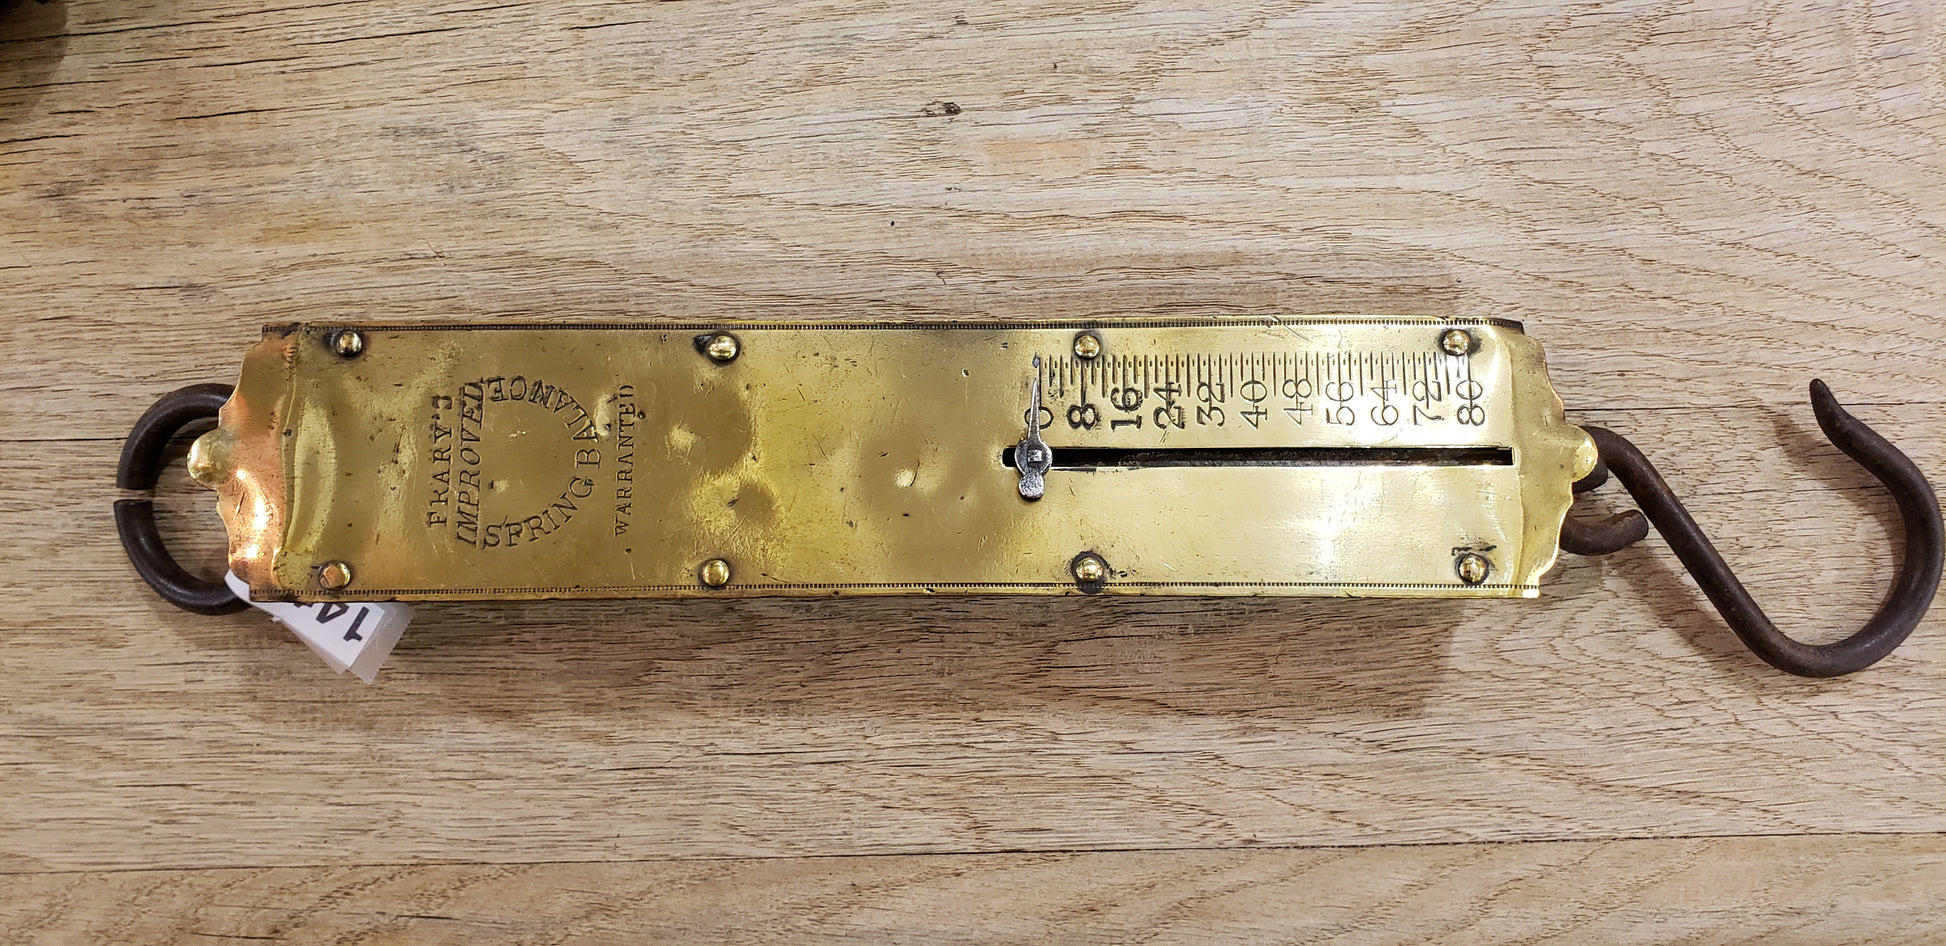 FRARY'S
IMPROVED
SPRING BALANCE
WARRANTED
0 8 16 24 32 40 48 56 64 72 80